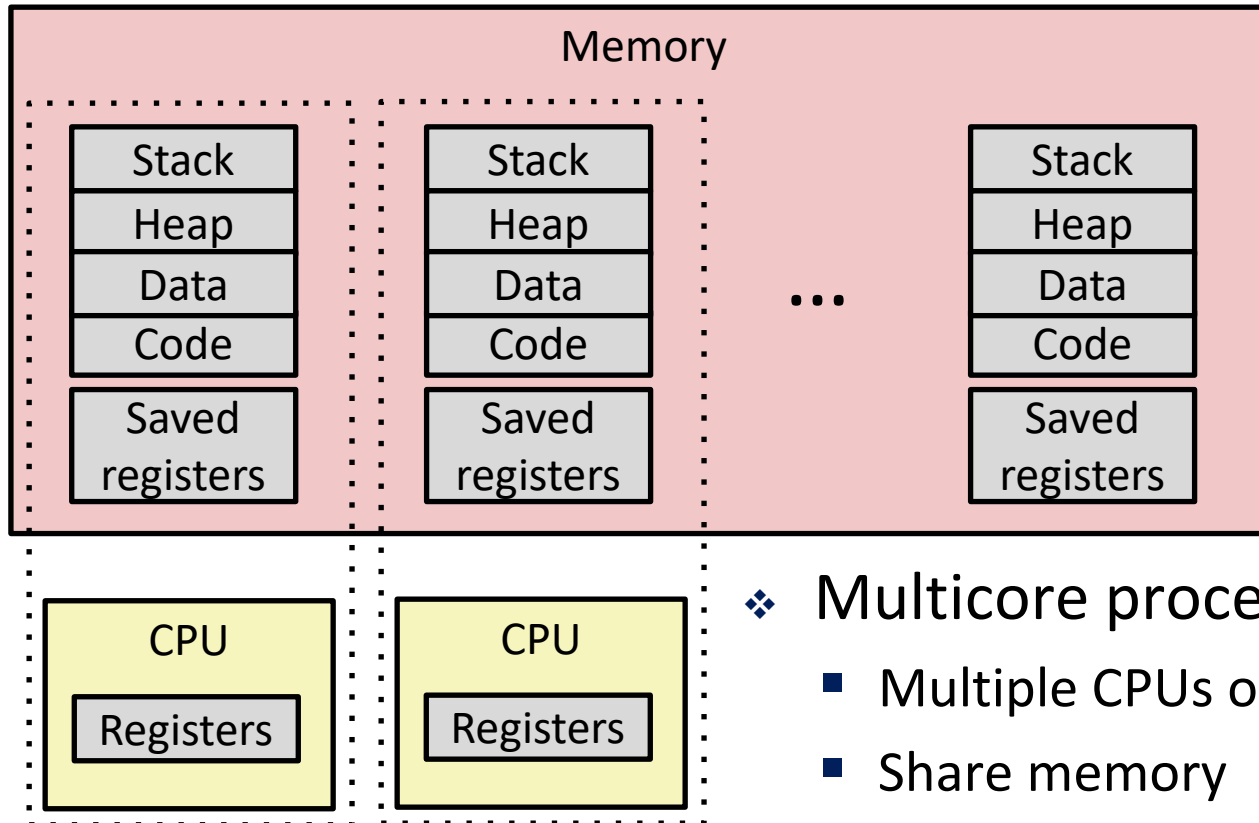 Memory
Stack
Heap
Data
Code
Saved
registers
Stack
Heap
Data
Code
Saved
registers
...
Stack
Heap
Data
Code
Saved
registers
CPU
Registers
CPU
Registers
❖ Multicore proce
▪ Multiple CPUs o
▪ Share memory